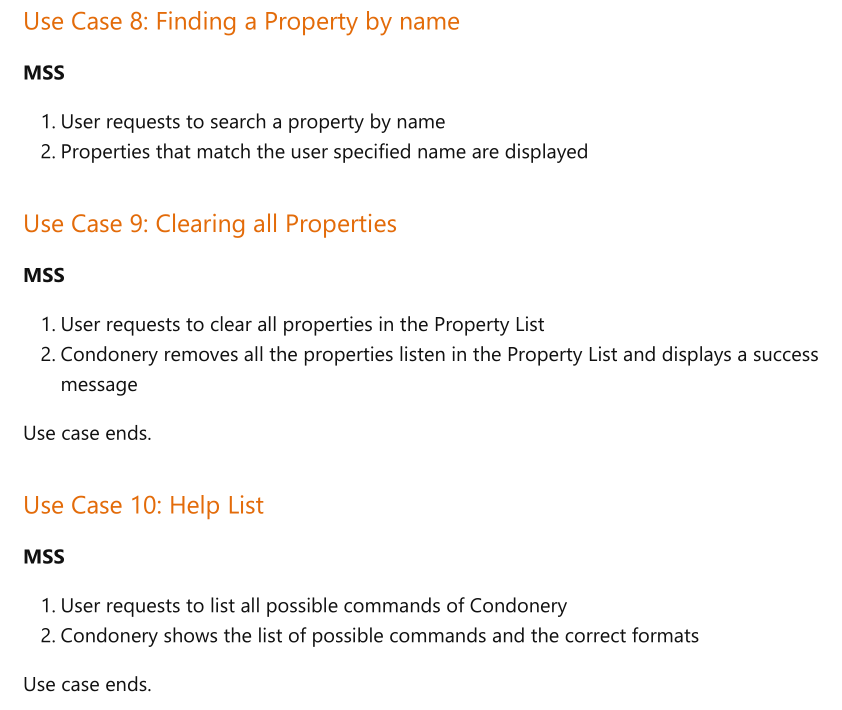 Use Case 8: Finding a Property by name
MSS
1. User requests to search a property by name
2. Properties that match the user specified name are displayed
Use Case 9: Clearing all Properties
MSS
1. User requests to clear all properties in the Property List
2. Condonery removes all the properties listen in the Property List and displays a success
message
Use case ends.
Use Case 10: Help List
MSS
1. User requests to list all possible commands of Condonery
2. Condonery shows the list of possible commands and the correct formats
Use case ends.